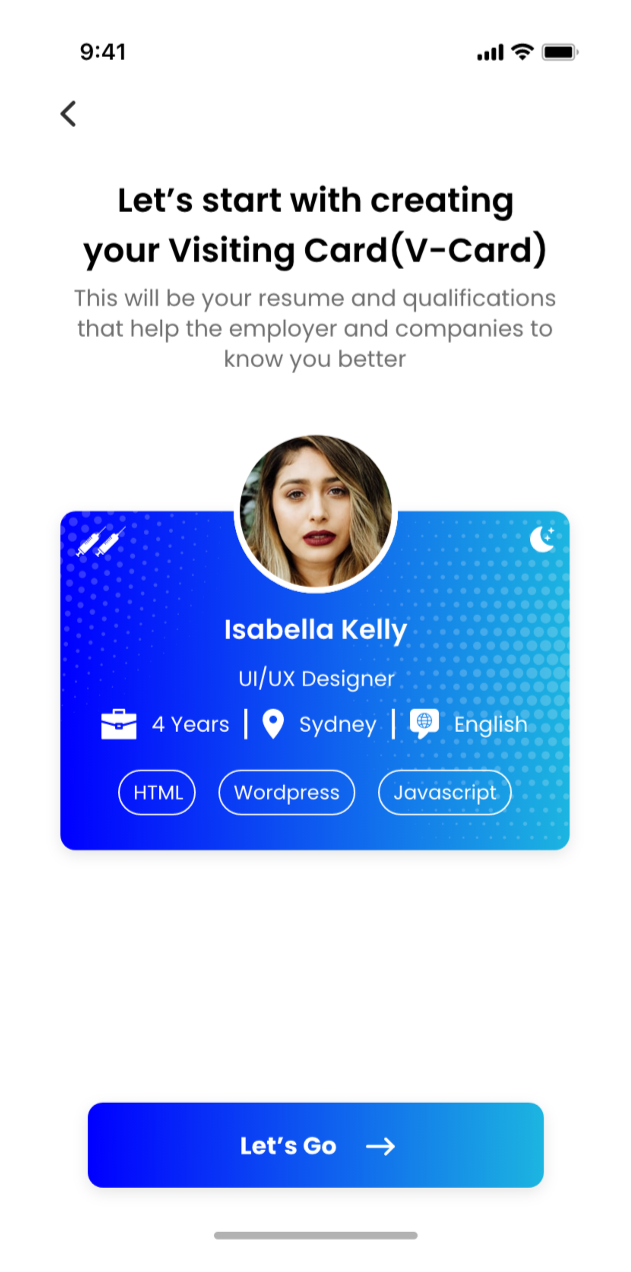 9:41
Let’s start with creating
your Visiting Card(V-Card)
This will be your resume and qualifications
that help the employer and companies to
know you better
Isabella Kelly
UI/UX Designer
4 Years | Sydney | English
HTML Wordpress Javascript
Let’s Go